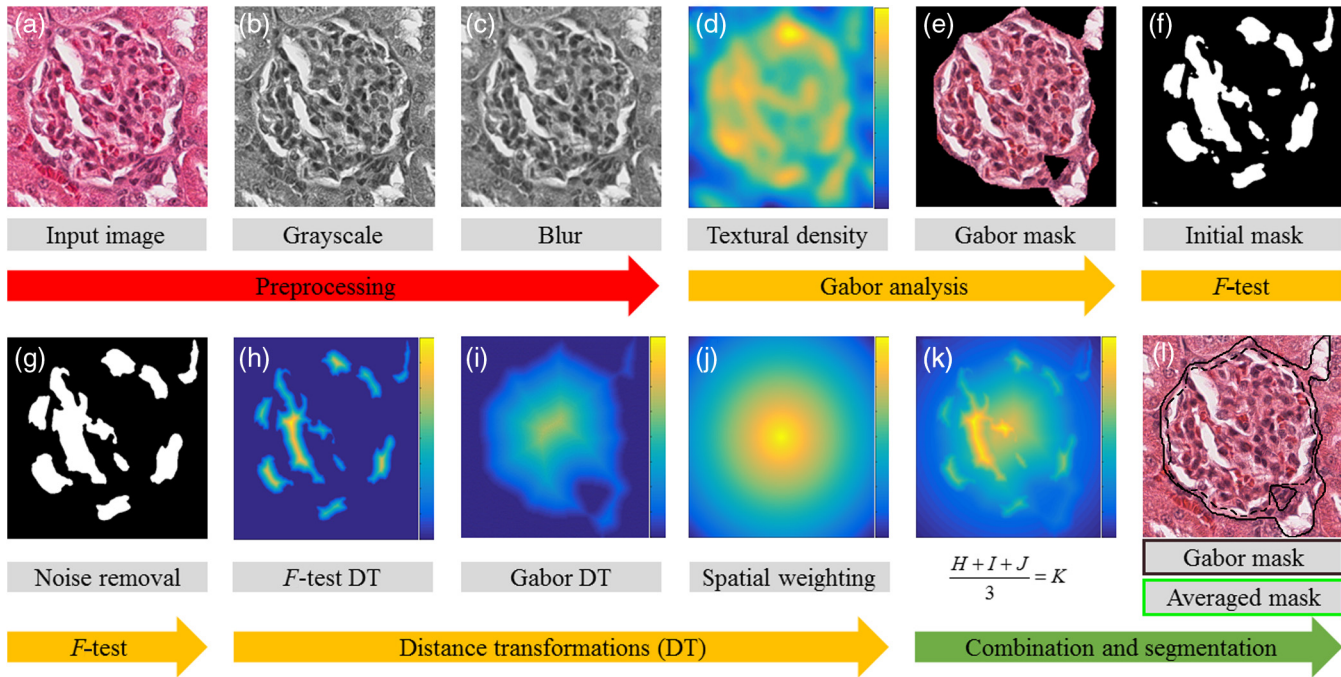 (a) (b) (c) (d) (e) (f)
Input image Grayscale Blur Textural density Gabor mask Initial mask
Preprocessing Gabor analysis F-test
(g) (h) (i) (j) (k) (l)
Noise removal F-test DT Gabor DT Spatial weighting
H + I + J
3
= K
Gabor mask
Averaged mask
F-test Distance transformations (DT) Combination and segmentation